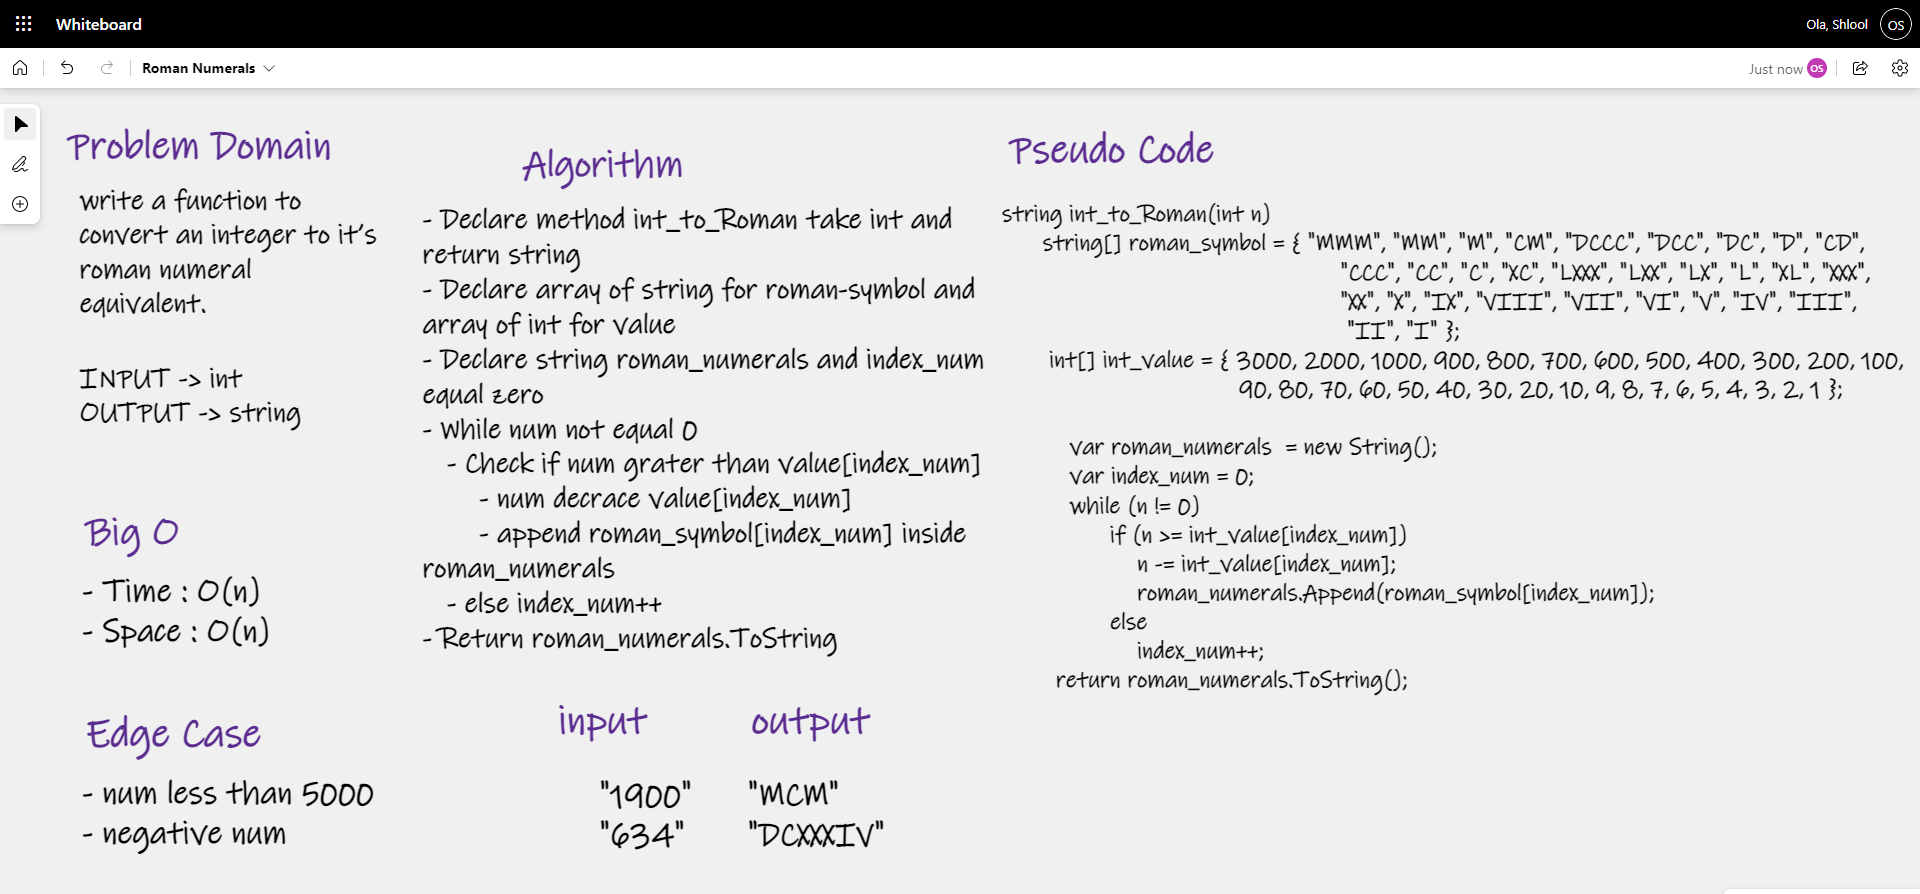 Whiteboard
Ola, Shlool
OS
Roman Numerals
Just now
OS
Problem Domain
write a function to
convert an integer to it's
roman numeral
equivalent.
INPUT -> int
OUTPUT -> string
Big O
- Time : O(n)
- Space : O(n)
Edge Case
- num less than 5000
- negative num
Algorithm
- Declare method int_to_Roman take int and
return string
- Declare array of string for roman-symbol and
array of int for value
- Declare string roman_numerals and index_num
equal zero
- While num not equal 0
- Check if num grater than value[index_num]
- num decrace value[index_num]
- append roman_symbol[index_num] inside
roman_numerals
- else index_num++
- Return roman_numerals.ToString
input output
"1900" "MCM"
"634" "DCXXXIV"
Pseudo Code
string int_to_Roman(int n)
string[] roman_symbol = { "MMM", "MM", "M", "CM", "DCCC", "DCC", "DC", "D", "CD",
"CCC", "CC", "C", "XC", "LXXX", "LXX", "LX", "L", "XL", "XXX",
"XX", "X", "IX", "VIII", "VII", "VI", "V", "IV", "III",
"II", "I" };
int[] int_value = { 3000, 2000, 1000, 900, 800, 700, 600, 500, 400, 300, 200, 100,
90, 80, 70, 60, 50, 40, 30, 20, 10, 9, 8, 7, 6, 5, 4, 3, 2, 1 };
var roman_numerals = new String();
var index_num = 0;
while (n != 0)
if (n >= int_value[index_num])
n -= int_value[index_num];
roman_numerals.Append(roman_symbol[index_num]);
else
index_num++;
return roman_numerals.ToString();